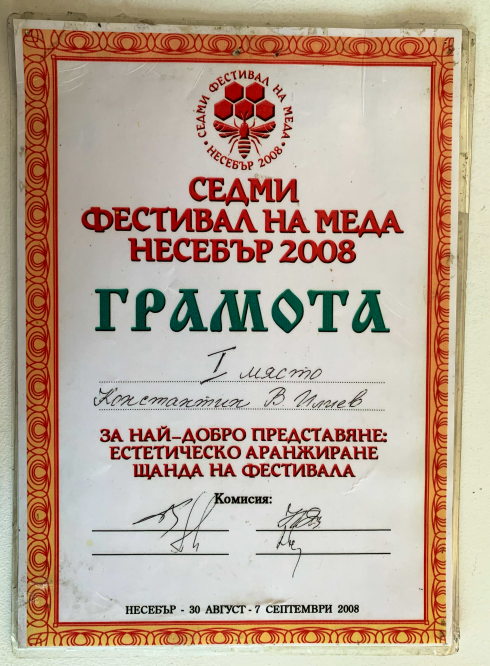 СЕДМИ ФЕСТИВАЛ НА МЕДА
• НЕСЕБЪР 2008 •
СЕДМИ
ФЕСТИВАЛ НА МЕДА
НЕСЕБЪР 2008
ГРАМОТА
I място
Константин В. Илиев
ЗА НАЙ-ДОБРО ПРЕДСТАВЯНЕ:
ЕСТЕТИЧЕСКО АРАНЖИРАНЕ
ЩАНДА НА ФЕСТИВАЛА
Комисия:
НЕСЕБЪР - 30 АВГУСТ - 7 СЕПТЕМВРИ 2008